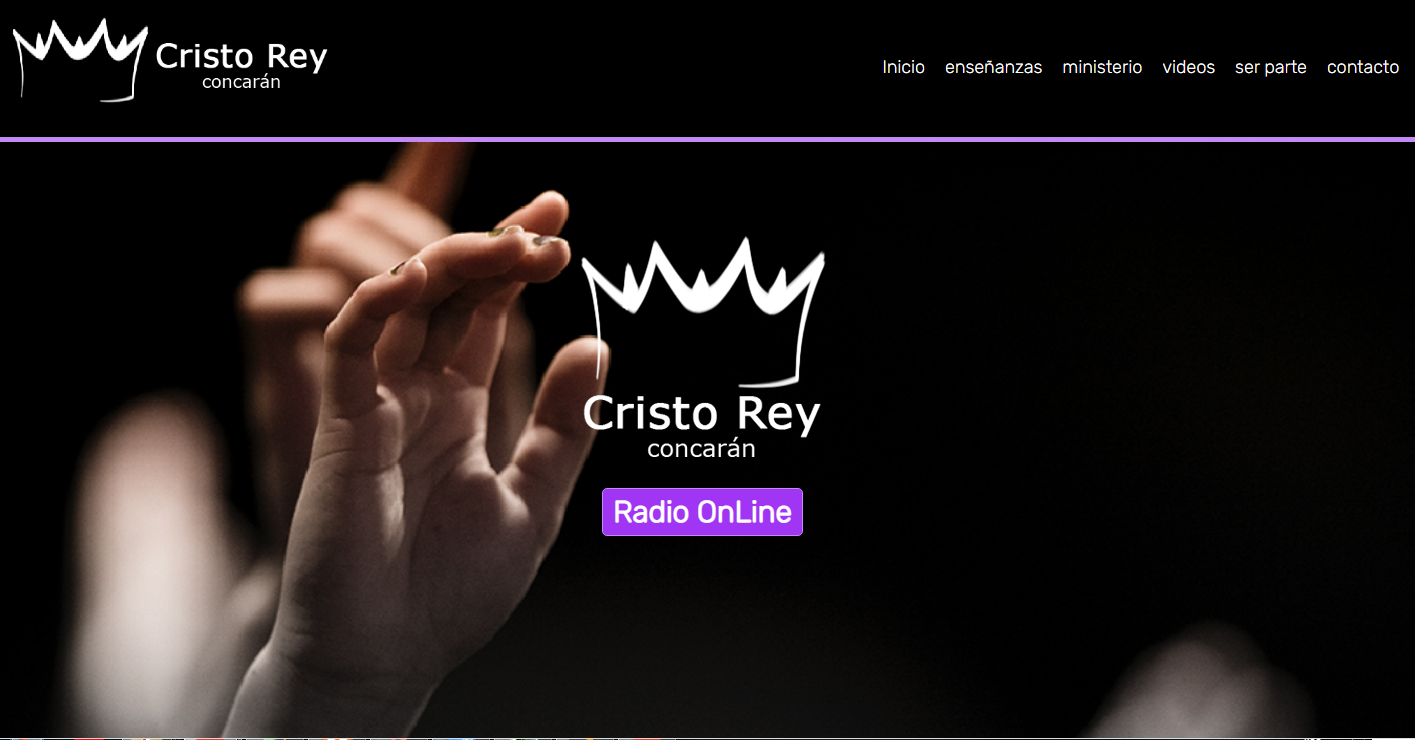 Cristo Rey
concarán
Inicio enseñanzas ministerio videos ser parte contacto
Cristo Rey
concarán
Radio OnLine